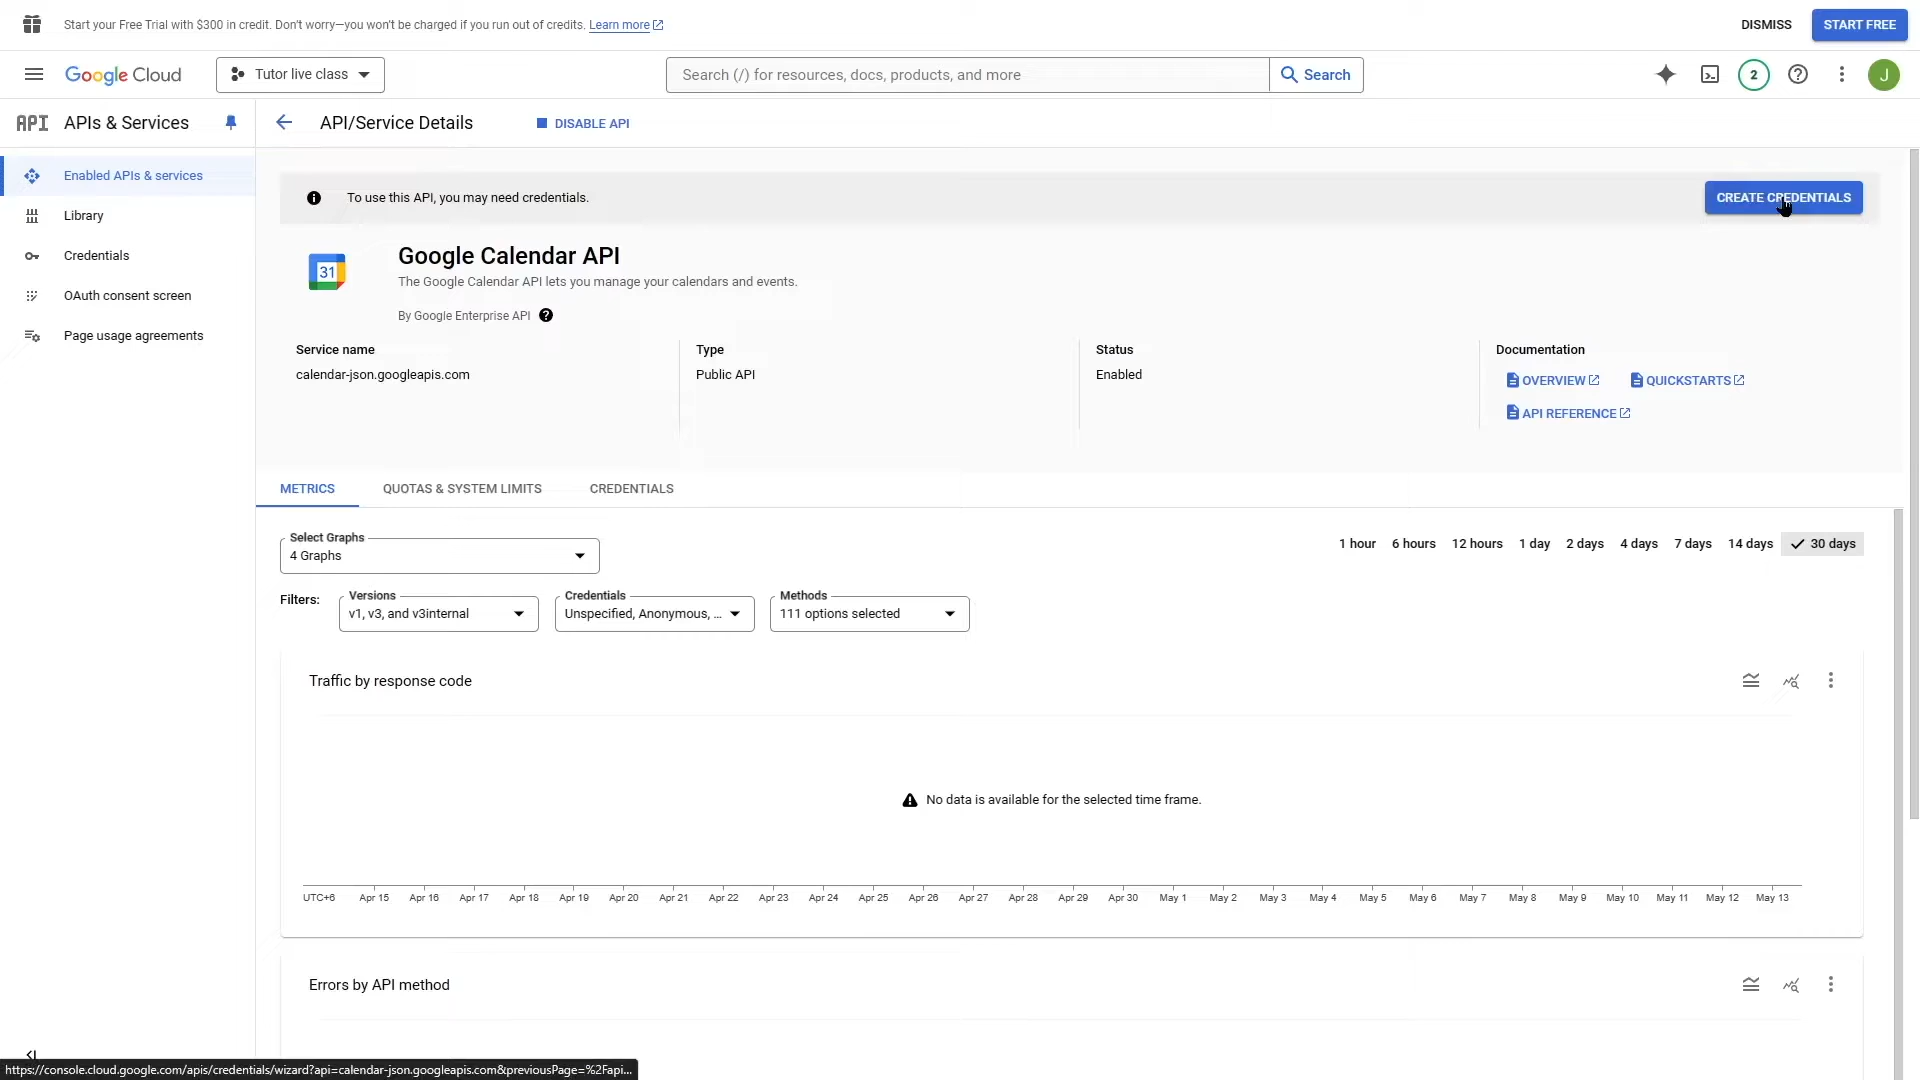 Start your Free Trial with $300 in credit. Don't worry—you won't be charged if you run out of credits. Learn more
DISMISS
START FREE
Google Cloud
Tutor live class
Search (/) for resources, docs, products, and more
Search
2
J
API
APIs & Services
API/Service Details
DISABLE API
Enabled APIs & services
Library
Credentials
OAuth consent screen
Page usage agreements
To use this API, you may need credentials.
CREATE CREDENTIALS
31
Google Calendar API
The Google Calendar API lets you manage your calendars and events.
By Google Enterprise API
Service name
calendar-json.googleapis.com
Type
Public API
Status
Enabled
Documentation
OVERVIEW
QUICKSTARTS
API REFERENCE
METRICS
QUOTAS & SYSTEM LIMITS
CREDENTIALS
Select Graphs
4 Graphs
1 hour
6 hours
12 hours
1 day
2 days
4 days
7 days
14 days
30 days
Filters:
Versions
v1, v3, and v3internal
Credentials
Unspecified, Anonymous, ...
Methods
111 options selected
Traffic by response code
No data is available for the selected time frame.
UTC+6 Apr 15 Apr 16 Apr 17 Apr 18 Apr 19 Apr 20 Apr 21 Apr 22 Apr 23 Apr 24 Apr 25 Apr 26 Apr 27 Apr 28 Apr 29 Apr 30 May 1 May 2 May 3 May 4 May 5 May 6 May 7 May 8 May 9 May 10 May 11 May 12 May 13
Errors by API method
https://console.cloud.google.com/apis/credentials/wizard?api=calendar-json.googleapis.com&previousPage=%2Fapi...